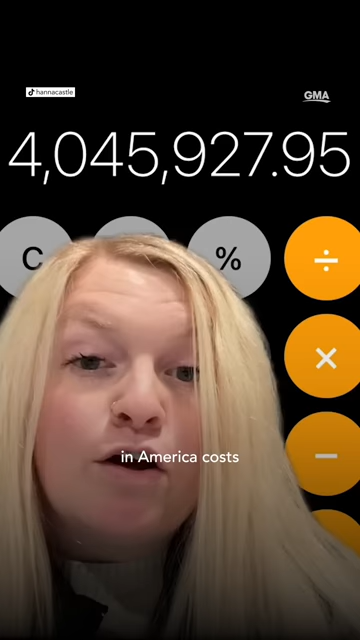 hannacastle
GMA
4,045,927.95
C
%
÷
×
−
in America costs